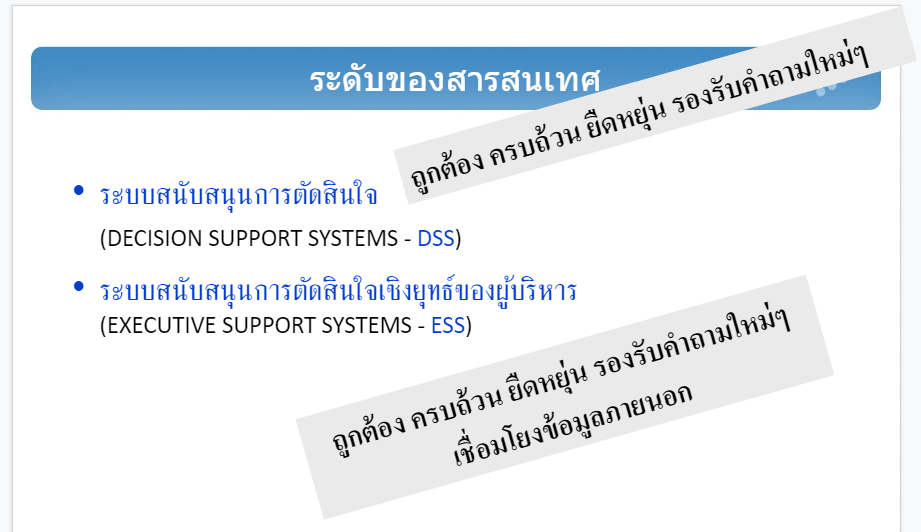 ระดับของสารสนเทศ
ถูกต้อง ครบถ้วน ยืดหยุ่น รองรับคำถามใหม่ๆ
• ระบบสนับสนุนการตัดสินใจ
(DECISION SUPPORT SYSTEMS - DSS)
• ระบบสนับสนุนการตัดสินใจเชิงยุทธ์ของผู้บริหาร
(EXECUTIVE SUPPORT SYSTEMS - ESS)
ถูกต้อง ครบถ้วน ยืดหยุ่น รองรับคำถามใหม่ๆ
เชื่อมโยงข้อมูลภายนอก